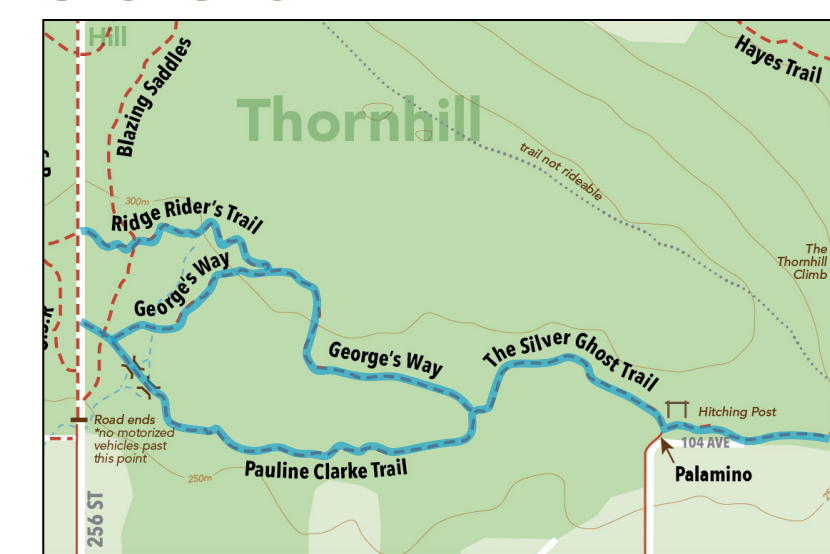 Hill
Blazing Saddles
Hayes Trail
Thornhill
trail not rideable
300m
Ridge Rider's Trail
The
Thornhill
Climb
George's Way
George's Way
The Silver Ghost Trail
Hitching Post
Road ends
*no motorized
vehicles past
this point
104 AVE
Pauline Clarke Trail
Palamino
250m
256 ST